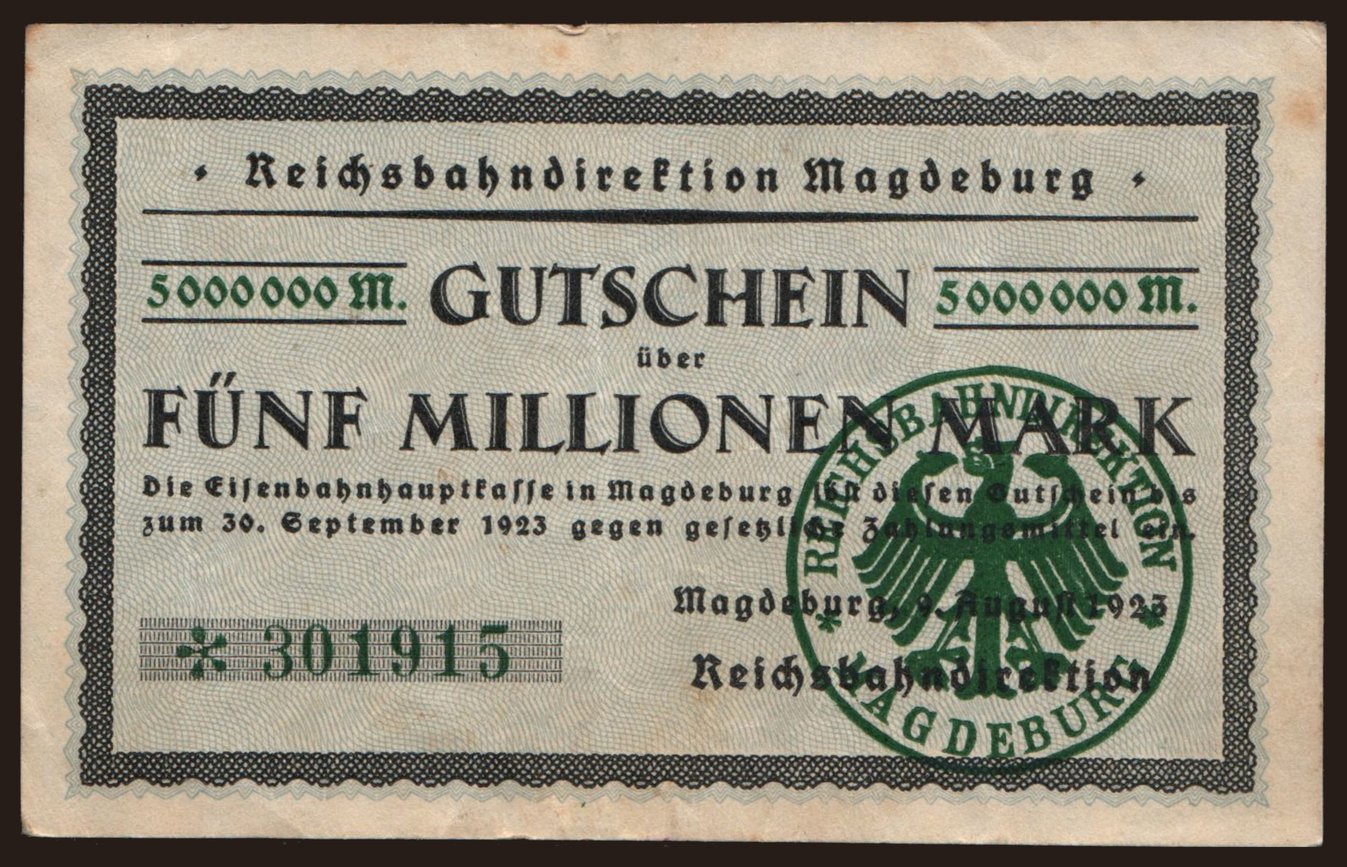 Reichsbahndirektion Magdeburg
5000000 M. GUTSCHEIN 5000000 M.
über
FÜNF MILLIONEN MARK
Die Eisenbahnhauptkasse in Magdeburg löst diesen Gutschein bis
zum 30. September 1923 gegen gesetzliche Zahlungsmittel ein.
Magdeburg, 9. August 1923
* 301915
Reichsbahndirektion
* REICHSBAHNDIREKTION *
MAGDEBURG